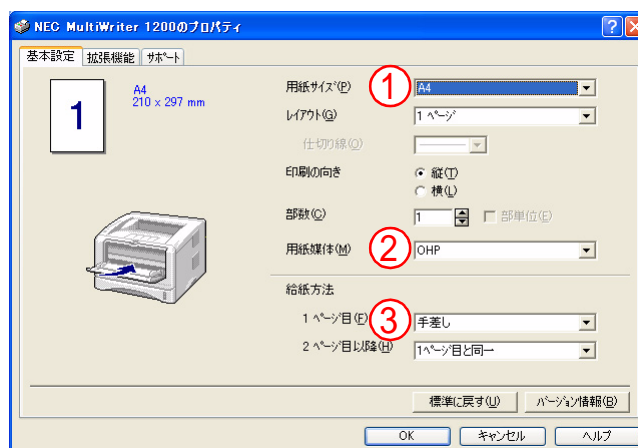 NEC MultiWriter 1200のプロパティ
基本設定 拡張機能 サポート
1
A4
210 x 297 mm
用紙サイズ(P) ① A4
レイアウト(G) 1 ページ
仕切り線(O)
印刷の向き 縦(T)
横(L)
部数(C) 1 部単位(E)
用紙媒体(M) ② OHP
給紙方法
1 ページ目(F) ③ 手差し
2 ページ目以降(H) 1ページ目と同一
標準に戻す(U) バージョン情報(B)
OK キャンセル ヘルプ